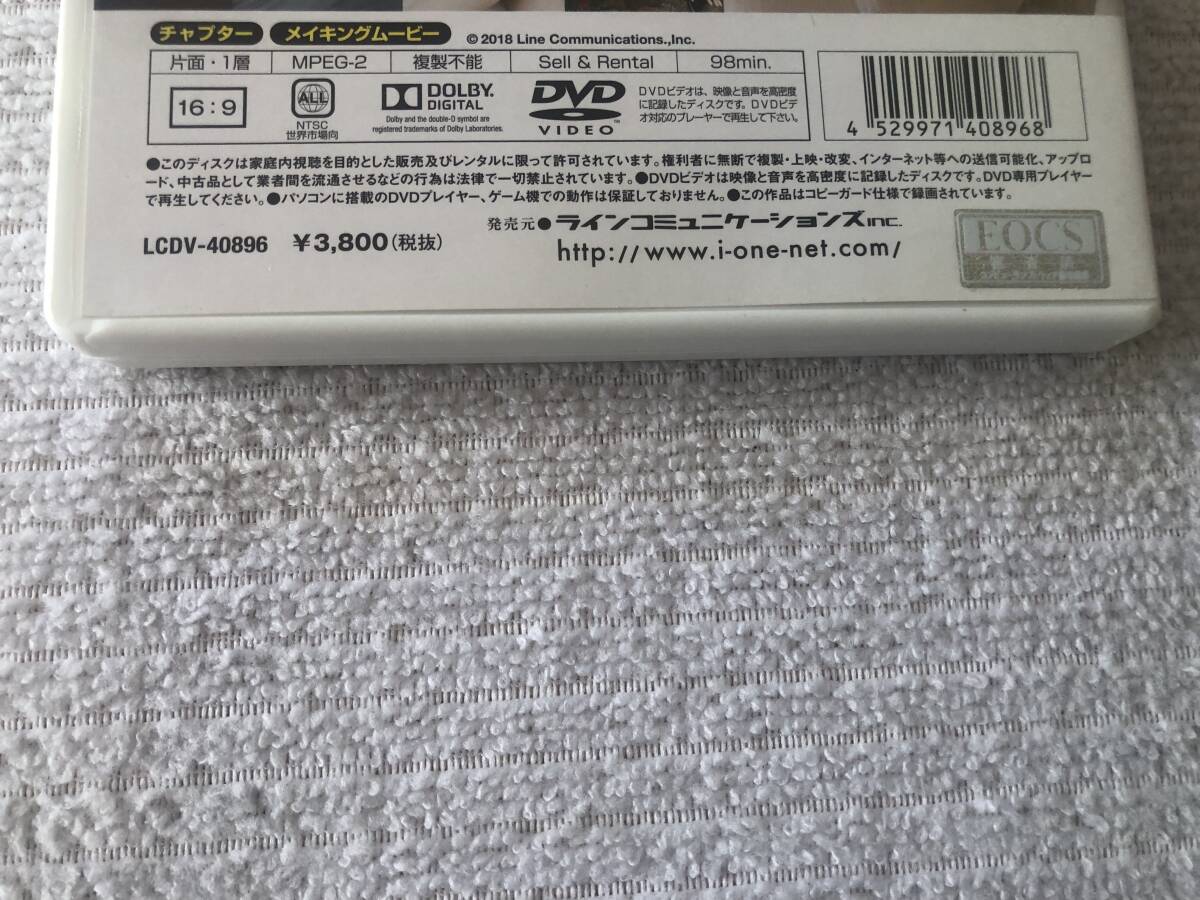 チャプター メイキングムービー © 2018 Line Communications.,Inc.
片面・1層 MPEG-2 複製不能 Sell & Rental 98min.
16:9
ALL
NTSC
世界市場向
DOLBY
DIGITAL
Dolby and the double-D symbol are
registered trademarks of Dolby Laboratories.
DVD
VIDEO
DVDビデオは、映像と音声を高密度
に記録したディスクです。DVDビデ
オ対応のプレーヤーで再生して下さい。
4 529971 408968
●このディスクは家庭内視聴を目的とした販売及びレンタルに限って許可されています。権利者に無断で複製・上映・改変、インターネット等への送信可能化、アップロ
ード、中古品として業者間を流通させるなどの行為は法律で一切禁止されています。●DVDビデオは映像と音声を高密度に記録したディスクです。DVD専用プレイヤー
で再生してください。●パソコンに搭載のDVDプレイヤー、ゲーム機での動作は保証しておりません。●この作品はコピーガード仕様で録画されています。
発売元●ラインコミュニケーションズINC.
LCDV-40896 ¥3,800(税抜)
http://www.i-one-net.com/
EOCS